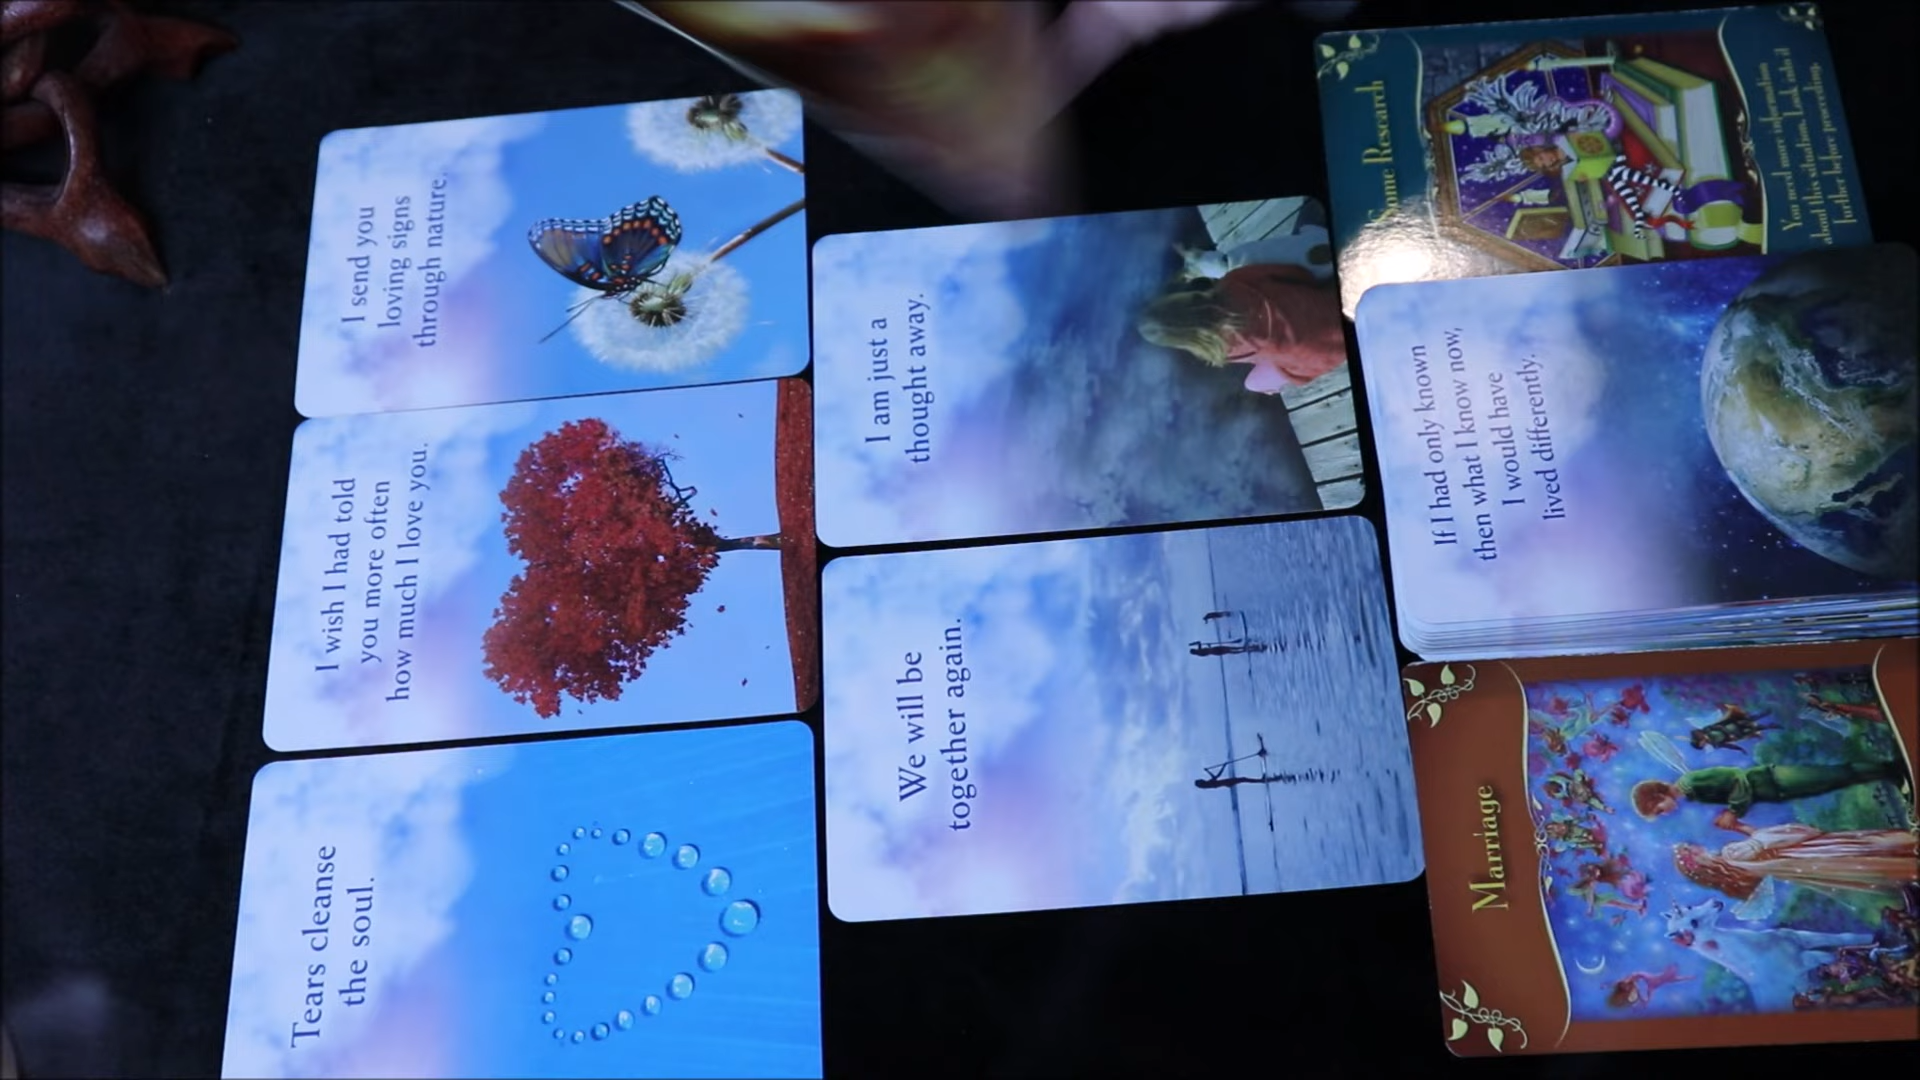 I send you
loving signs
through nature.
I wish I had told
you more often
how much I love you.
Tears cleanse
the soul.
I am just a
thought away.
We will be
together again.
Some Research
You need more information
about this situation. Look into it
further before proceeding.
If I had only known
then what I know now,
I would have
lived differently.
Marriage